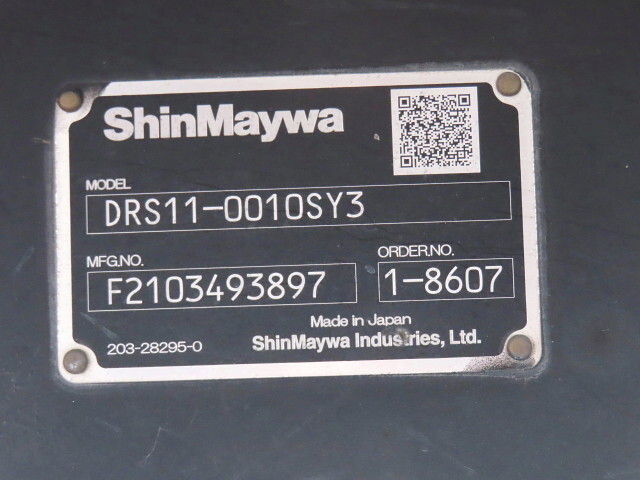 ShinMaywa
MODEL
DRS11-0010SY3
MFG.NO.
F2103493897
ORDER.NO.
1-8607
Made in Japan
203-28295-0
ShinMaywa Industries, Ltd.